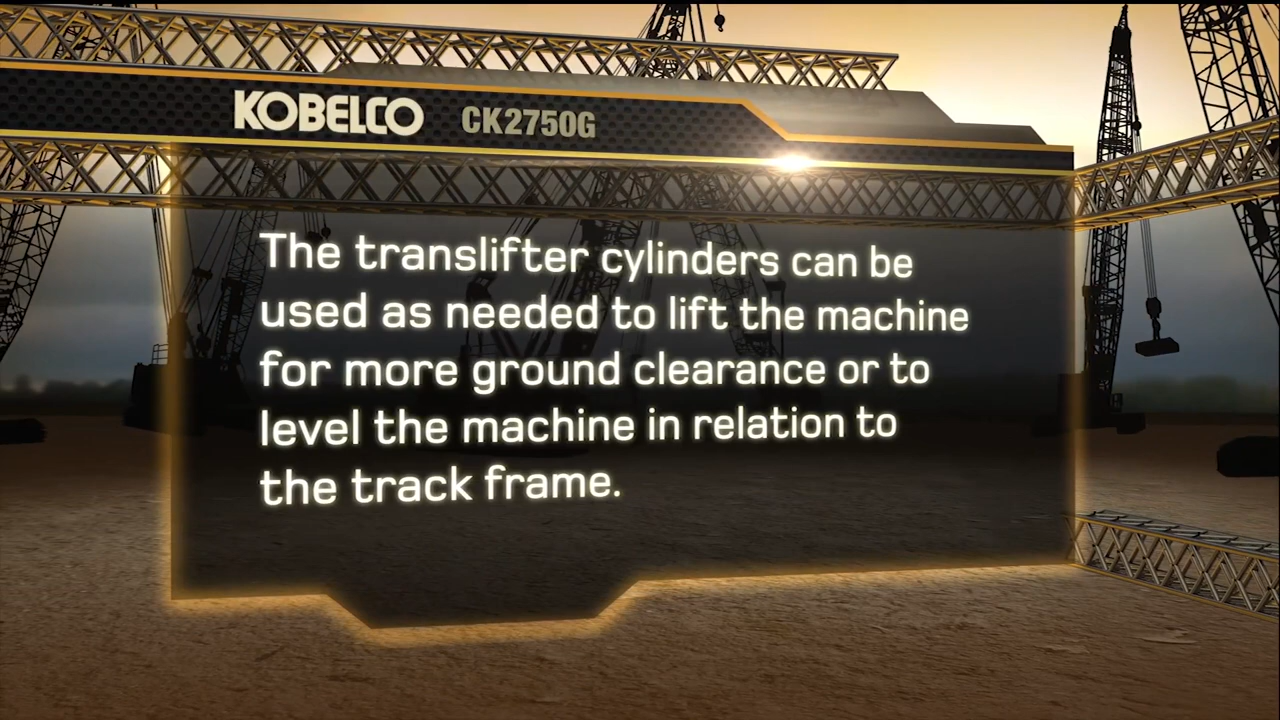 KOBELCO CK2750G
The translifter cylinders can be
used as needed to lift the machine
for more ground clearance or to
level the machine in relation to
the track frame.